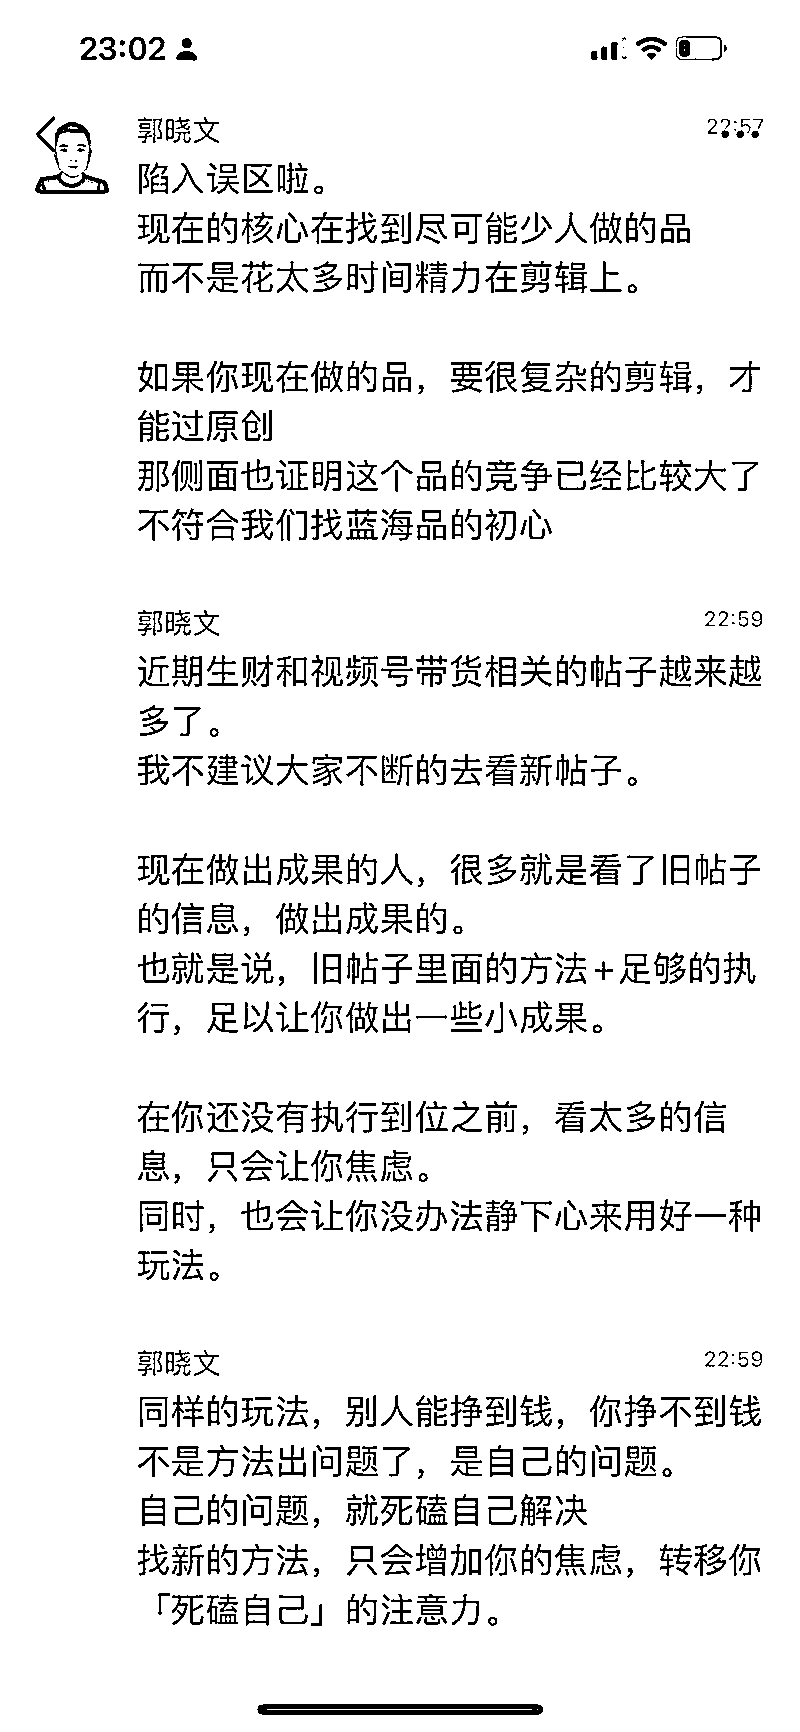 23:02
郭晓文 22:57
陷入误区啦。
现在的核心在找到尽可能少人做的品
而不是花太多时间精力在剪辑上。
如果你现在做的品，要很复杂的剪辑，才
能过原创
那侧面也证明这个品的竞争已经比较大了
不符合我们找蓝海品的初心
郭晓文 22:59
近期生财和视频号带货相关的帖子越来越
多了。
我不建议大家不断的去看新帖子。
现在做出成果的人，很多就是看了旧帖子
的信息，做出成果的。
也就是说，旧帖子里面的方法+足够的执
行，足以让你做出一些小成果。
在你还没有执行到位之前，看太多的信
息，只会让你焦虑。
同时，也会让你没办法静下心来用好一种
玩法。
郭晓文 22:59
同样的玩法，别人能挣到钱，你挣不到钱
不是方法出问题了，是自己的问题。
自己的问题，就死磕自己解决
找新的方法，只会增加你的焦虑，转移你
「死磕自己」的注意力。